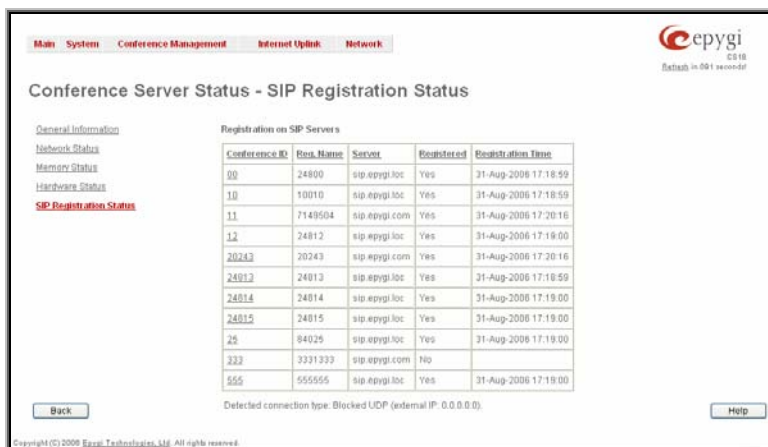 Main System Conference Management Internet Uplink Network
epygi
CS18
Refresh in 091 seconds!
Conference Server Status - SIP Registration Status
General Information
Network Status
Memory Status
Hardware Status
SIP Registration Status
Registration on SIP Servers
Conference ID Reg. Name Server Registered Registration Time
00 24800 sip.epygi.loc Yes 31-Aug-2006 17:18:59
10 10010 sip.epygi.loc Yes 31-Aug-2006 17:18:59
11 7149504 sip.epygi.com Yes 31-Aug-2006 17:20:16
12 24812 sip.epygi.loc Yes 31-Aug-2006 17:19:00
20243 20243 sip.epygi.com Yes 31-Aug-2006 17:20:16
24813 24813 sip.epygi.loc Yes 31-Aug-2006 17:18:59
24814 24814 sip.epygi.loc Yes 31-Aug-2006 17:19:00
24815 24815 sip.epygi.loc Yes 31-Aug-2006 17:19:00
25 84025 sip.epygi.loc Yes 31-Aug-2006 17:19:00
333 3331333 sip.epygi.com No
555 555555 sip.epygi.loc Yes 31-Aug-2006 17:19:00
Detected connection type: Blocked UDP (external IP: 0.0.0.0:0).
Back
Help
Copyright (C) 2006 Epygi Technologies, Ltd. All rights reserved.